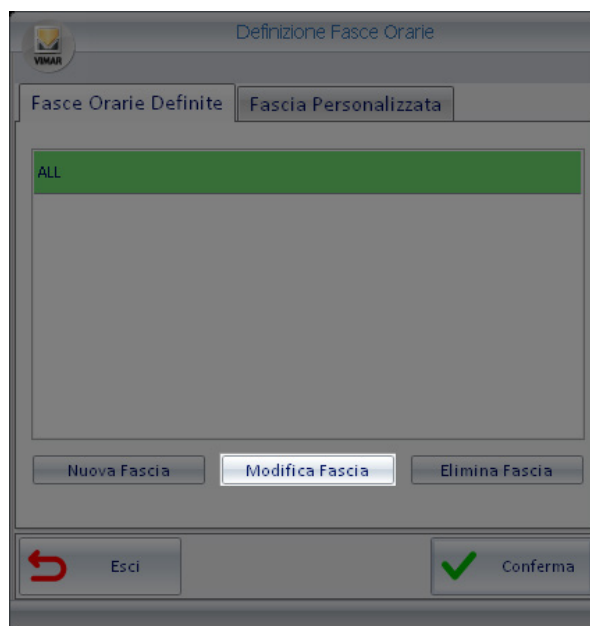 Definizione Fasce Orarie
VIMAR
Fasce Orarie Definite Fascia Personalizzata
ALL
Nuova Fascia Modifica Fascia Elimina Fascia
Esci Conferma